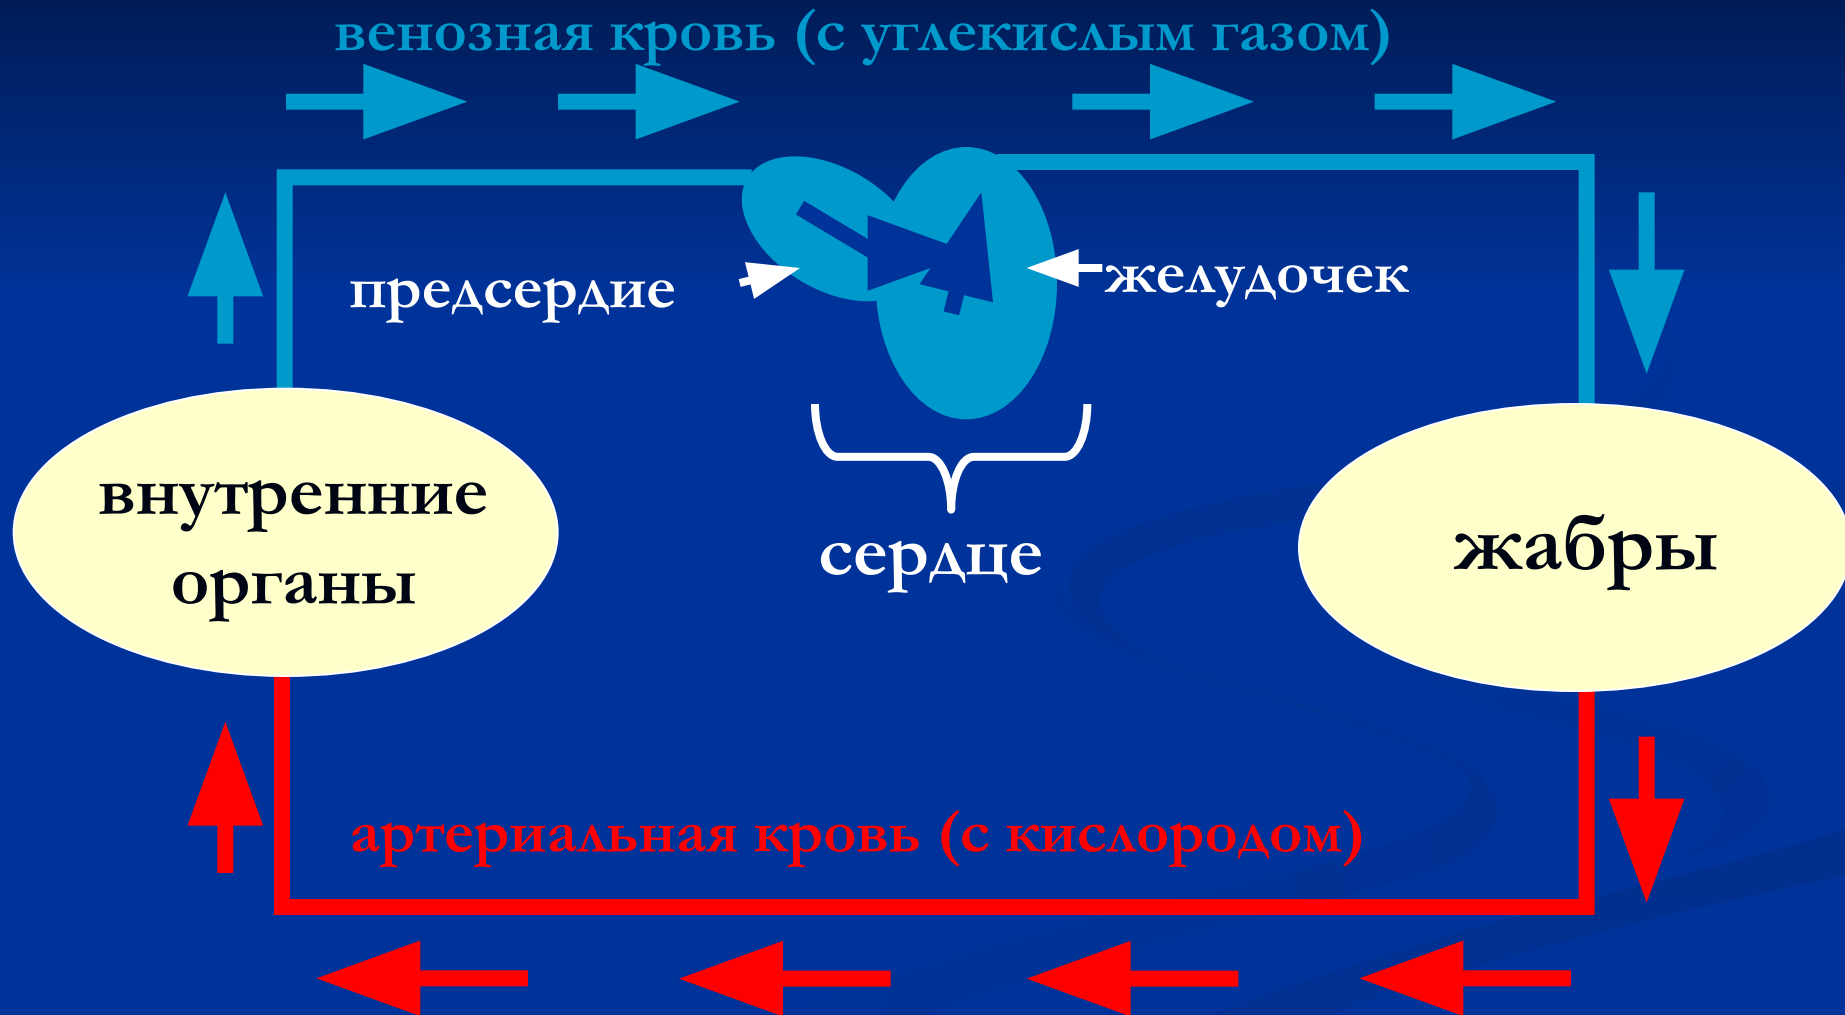 венозная кровь (с углекислым газом)
предсердие
желудочек
внутренние
органы
сердце
жабры
артериальная кровь (с кислородом)